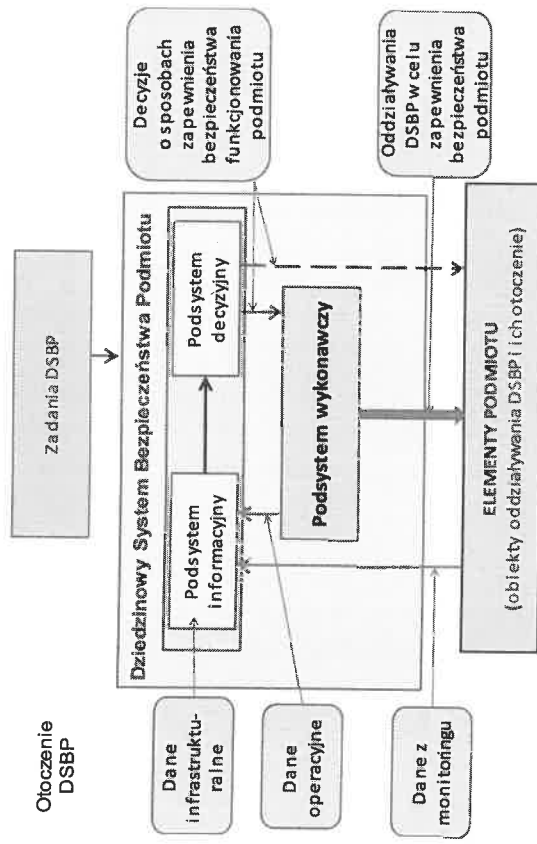 Otoczenie
DSBP
Zadania DSBP
Dziedzinowy System Bezpieczeństwa Podmiotu
Podsystem
informacyjny
Podsystem
decyzyjny
Podsystem wykonawczy
Dane
infrastruktu-
ralne
Dane
operacyjne
Dane z
monitoringu
Decyzje
o sposobach
zapewnienia
bezpieczeństwa
funkcjonowania
podmiotu
Oddziaływania
DSBP w celu
zapewnienia
bezpieczeństwa
podmiotu
ELEMENTY PODMIOTU
(obiekty oddziaływania DSBP i ich otoczenie)